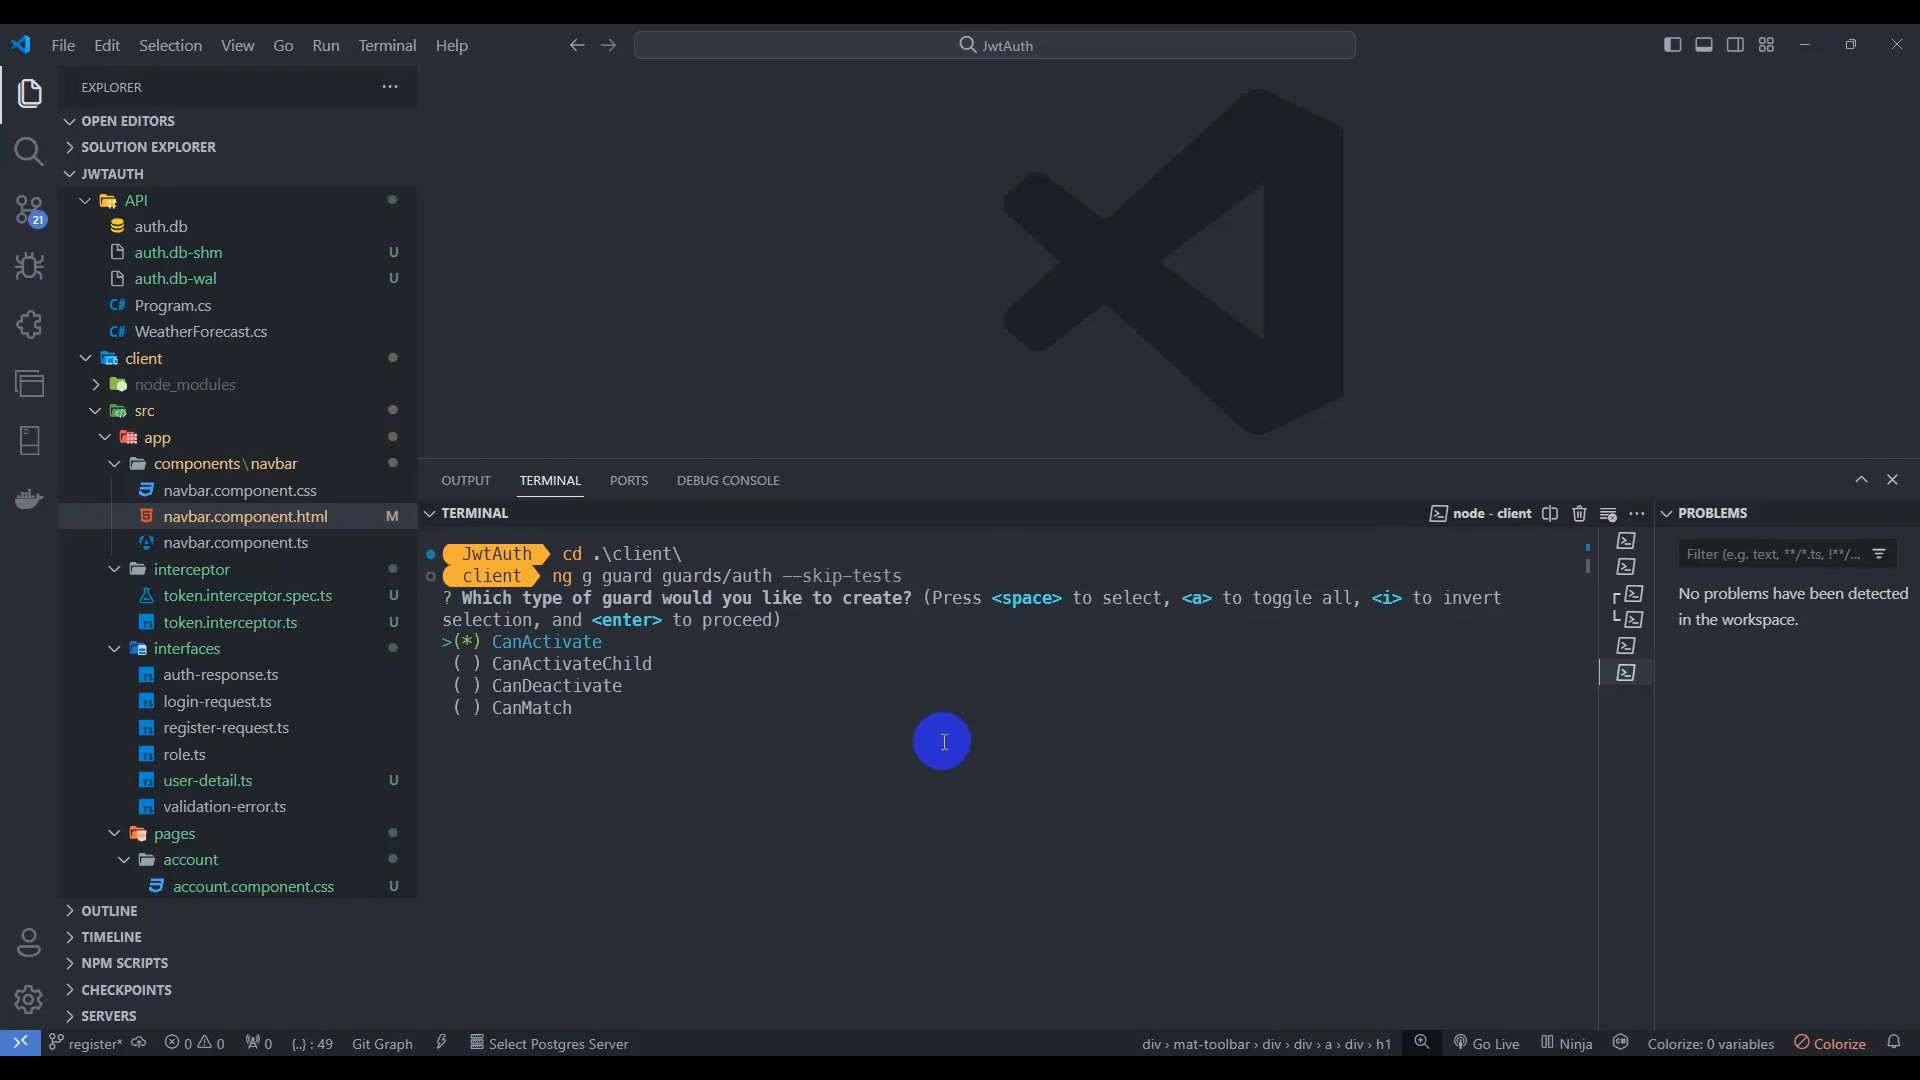 File Edit Selection View Go Run Terminal Help
JwtAuth
EXPLORER
OPEN EDITORS
SOLUTION EXPLORER
JWTAUTH
API
auth.db
auth.db-shm U
auth.db-wal U
C# Program.cs
C# WeatherForecast.cs
client
node_modules
src
app
components\navbar
navbar.component.css
navbar.component.html M
navbar.component.ts
interceptor
token.interceptor.spec.ts U
TS token.interceptor.ts U
interfaces
TS auth-response.ts
TS login-request.ts
TS register-request.ts
TS role.ts
TS user-detail.ts U
TS validation-error.ts
pages
account
account.component.css U
OUTLINE
TIMELINE
NPM SCRIPTS
CHECKPOINTS
SERVERS
21
OUTPUT TERMINAL PORTS DEBUG CONSOLE
TERMINAL
node - client
JwtAuth cd .\client\
client ng g guard guards/auth --skip-tests
? Which type of guard would you like to create? (Press <space> to select, <a> to toggle all, <i> to invert
selection, and <enter> to proceed)
>(*) CanActivate
( ) CanActivateChild
( ) CanDeactivate
( ) CanMatch
PROBLEMS
Filter (e.g. text, **/*.ts, !**/...
No problems have been detected
in the workspace.
register* 0 0 0 {..} : 49 Git Graph Select Postgres Server div › mat-toolbar › div › div › a › div › h1 Go Live Ninja Colorize: 0 variables Colorize